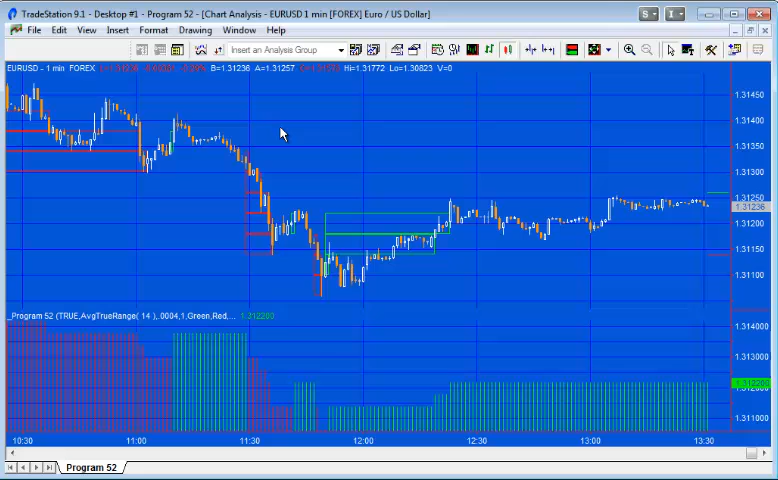 TradeStation 9.1 - Desktop #1 - Program 52 - [Chart Analysis - EURUSD 1 min [FOREX] Euro / US Dollar]
S I
File Edit View Insert Format Drawing Window Help
Insert an Analysis Group
EURUSD - 1 min FOREX B=1.31236 A=1.31257 Hi=1.31772 Lo=1.30823 V=0
1.31450
1.31400
1.31350
1.31300
1.31250
1.31236
1.31200
1.31150
1.31100
_Program 52 (TRUE,AvgTrueRange( 14 ),.0004,1,Green,Red,... 1.312200
1.314000
1.313000
1.312200
1.311000
10:30 11:00 11:30 12:00 12:30 13:00 13:30
Program 52